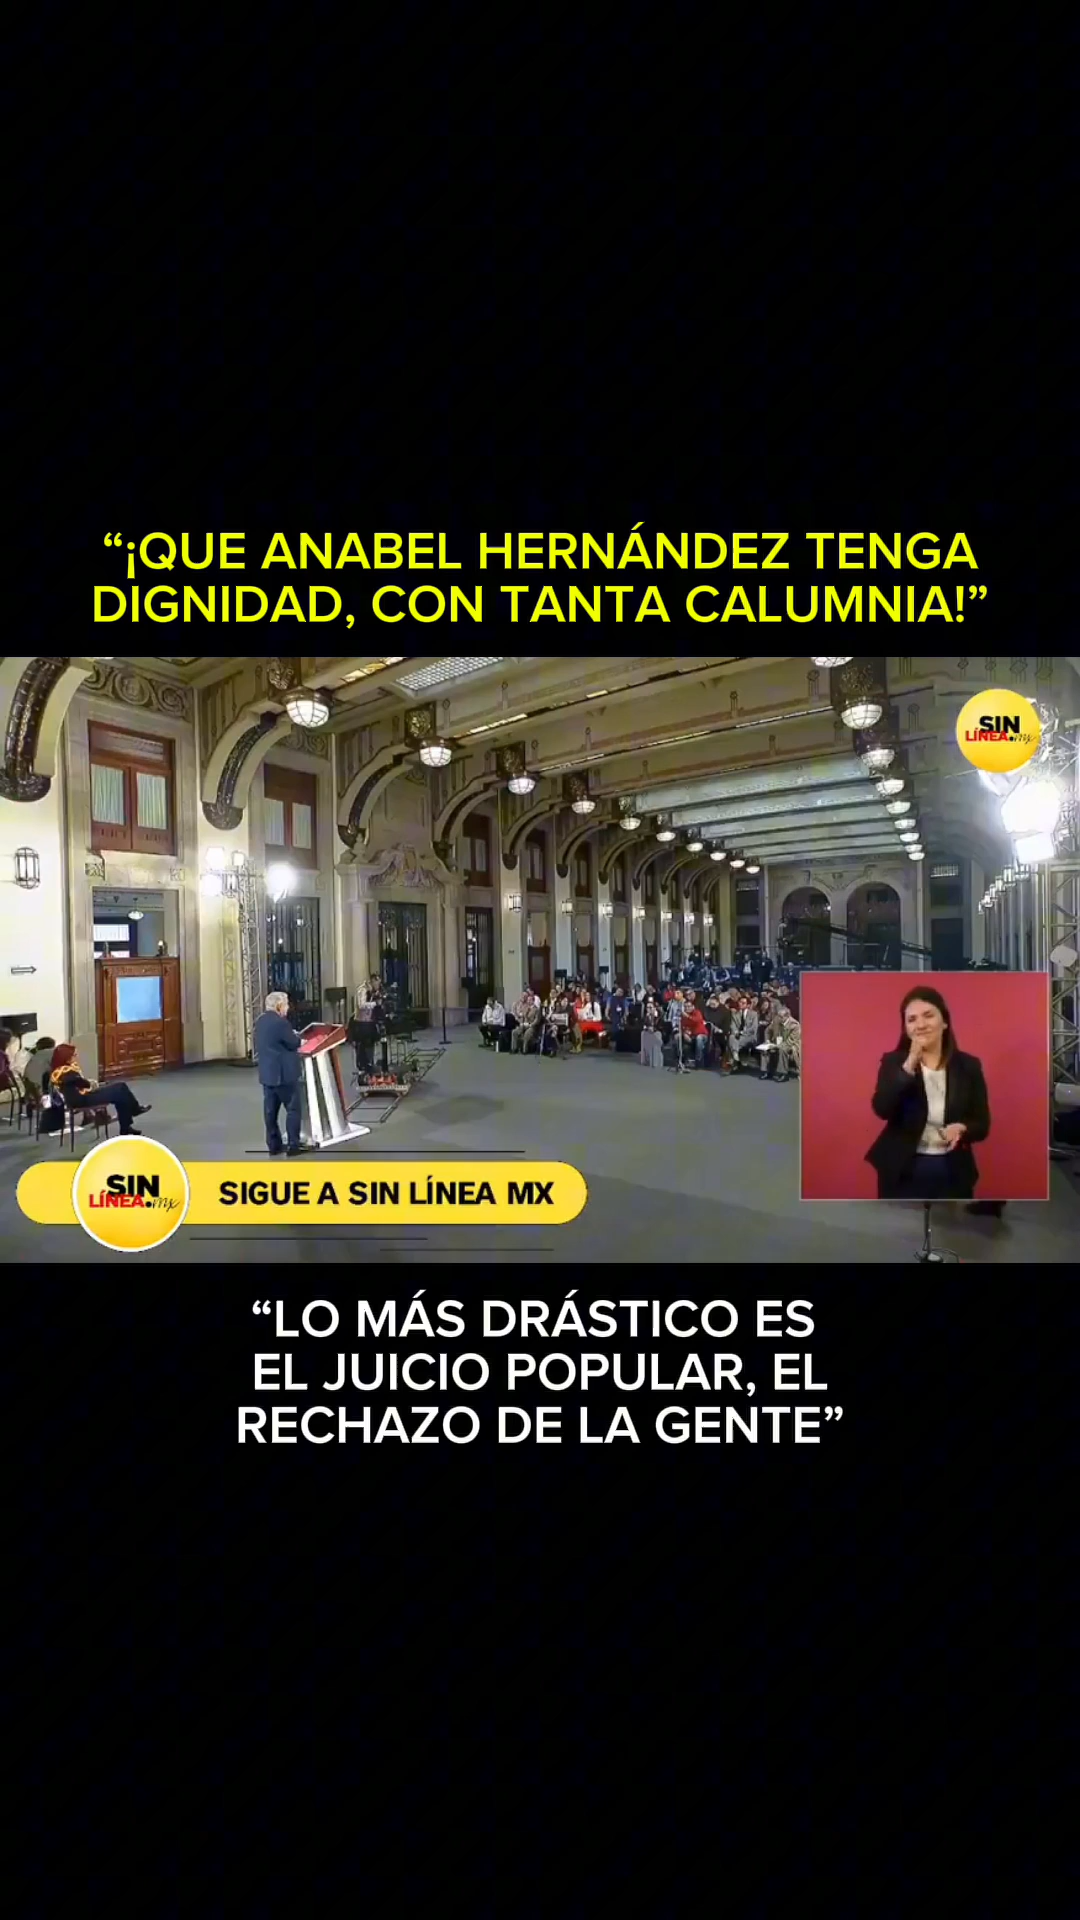 “¡QUE ANABEL HERNÁNDEZ TENGA
DIGNIDAD, CON TANTA CALUMNIA!”
SIN
LÍNEA.mx
SIN
LÍNEA.mx
SIGUE A SIN LÍNEA MX
“LO MÁS DRÁSTICO ES
EL JUICIO POPULAR, EL
RECHAZO DE LA GENTE”